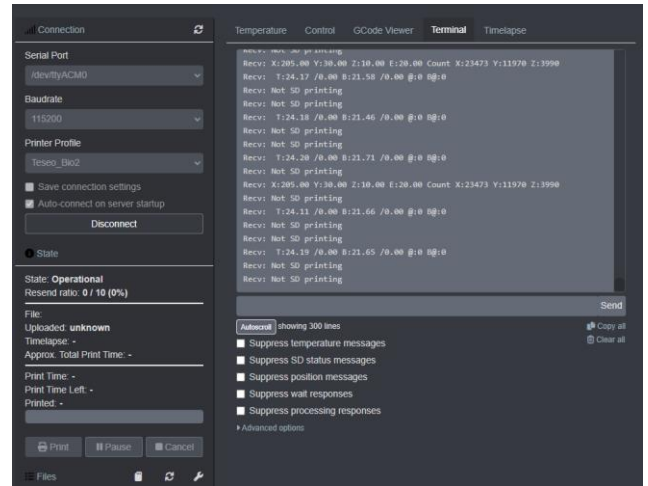 Connection
Serial Port
/dev/ttyACM0
Baudrate
115200
Printer Profile
Teseo_Bio2
Save connection settings
Auto-connect on server startup
Disconnect
State
State: Operational
Resend ratio: 0 / 10 (0%)
File:
Uploaded: unknown
Timelapse: -
Approx. Total Print Time: -
Print Time: -
Print Time Left: -
Printed: -
Print Pause Cancel
Files
Temperature Control GCode Viewer Terminal Timelapse
Recv: Not SD printing
Recv: X:205.00 Y:30.00 Z:10.00 E:20.00 Count X:23473 Y:11970 Z:3990
Recv: T:24.17 /0.00 B:21.58 /0.00 @:0 B@:0
Recv: Not SD printing
Recv: Not SD printing
Recv: T:24.18 /0.00 B:21.46 /0.00 @:0 B@:0
Recv: Not SD printing
Recv: Not SD printing
Recv: T:24.20 /0.00 B:21.71 /0.00 @:0 B@:0
Recv: Not SD printing
Recv: X:205.00 Y:30.00 Z:10.00 E:20.00 Count X:23473 Y:11970 Z:3990
Recv: Not SD printing
Recv: T:24.11 /0.00 B:21.66 /0.00 @:0 B@:0
Recv: Not SD printing
Recv: Not SD printing
Recv: T:24.19 /0.00 B:21.65 /0.00 @:0 B@:0
Recv: Not SD printing
Recv: Not SD printing
Send
Autoscroll showing 300 lines
Copy all
Clear all
Suppress temperature messages
Suppress SD status messages
Suppress position messages
Suppress wait responses
Suppress processing responses
Advanced options